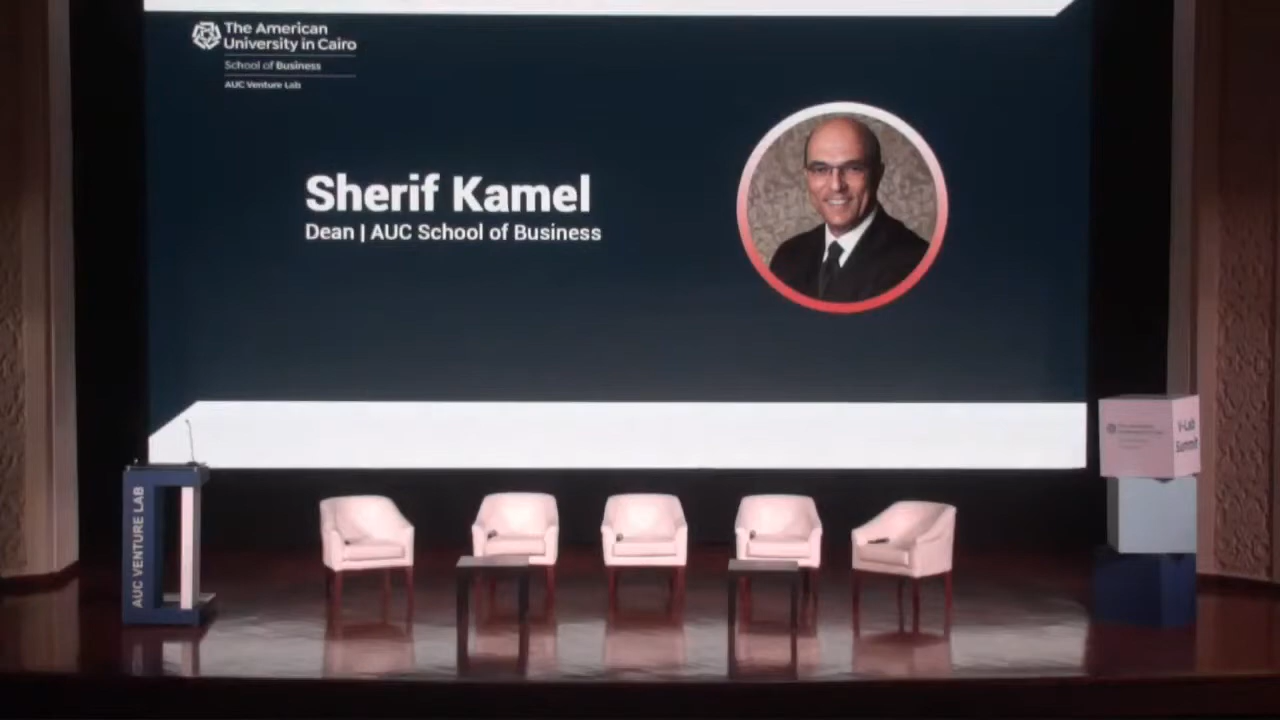 The American
University in Cairo
School of Business
AUC Venture Lab
Sherif Kamel
Dean | AUC School of Business
AUC VENTURE LAB
V-Lab
Summit